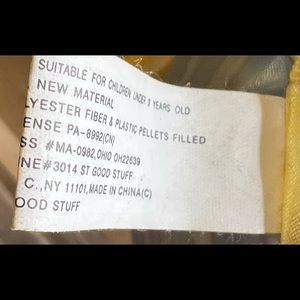 SUITABLE FOR CHILDREN UNDER 3 YEARS OLD
NEW MATERIAL
LYESTER FIBER & PLASTIC PELLETS FILLED
ENSE PA-8992(CN)
SS #MA-0982,OHIO OH22639
NE#3014 ST GOOD STUFF
C.,NY 11101,MADE IN CHINA(C)
OOD STUFF